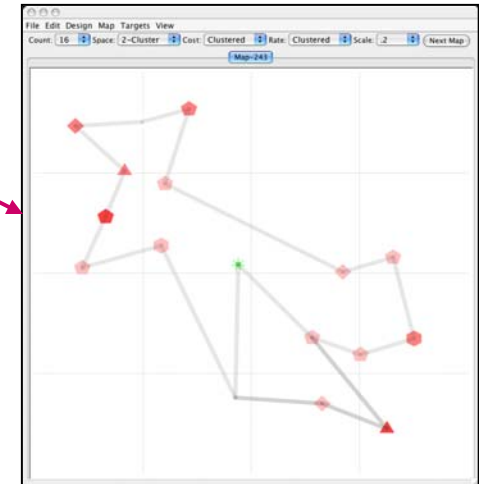 File Edit Design Map Targets View
Count: 16 Space: 2-Cluster Cost: Clustered Rate: Clustered Scale: .2 Next Map
Map-243